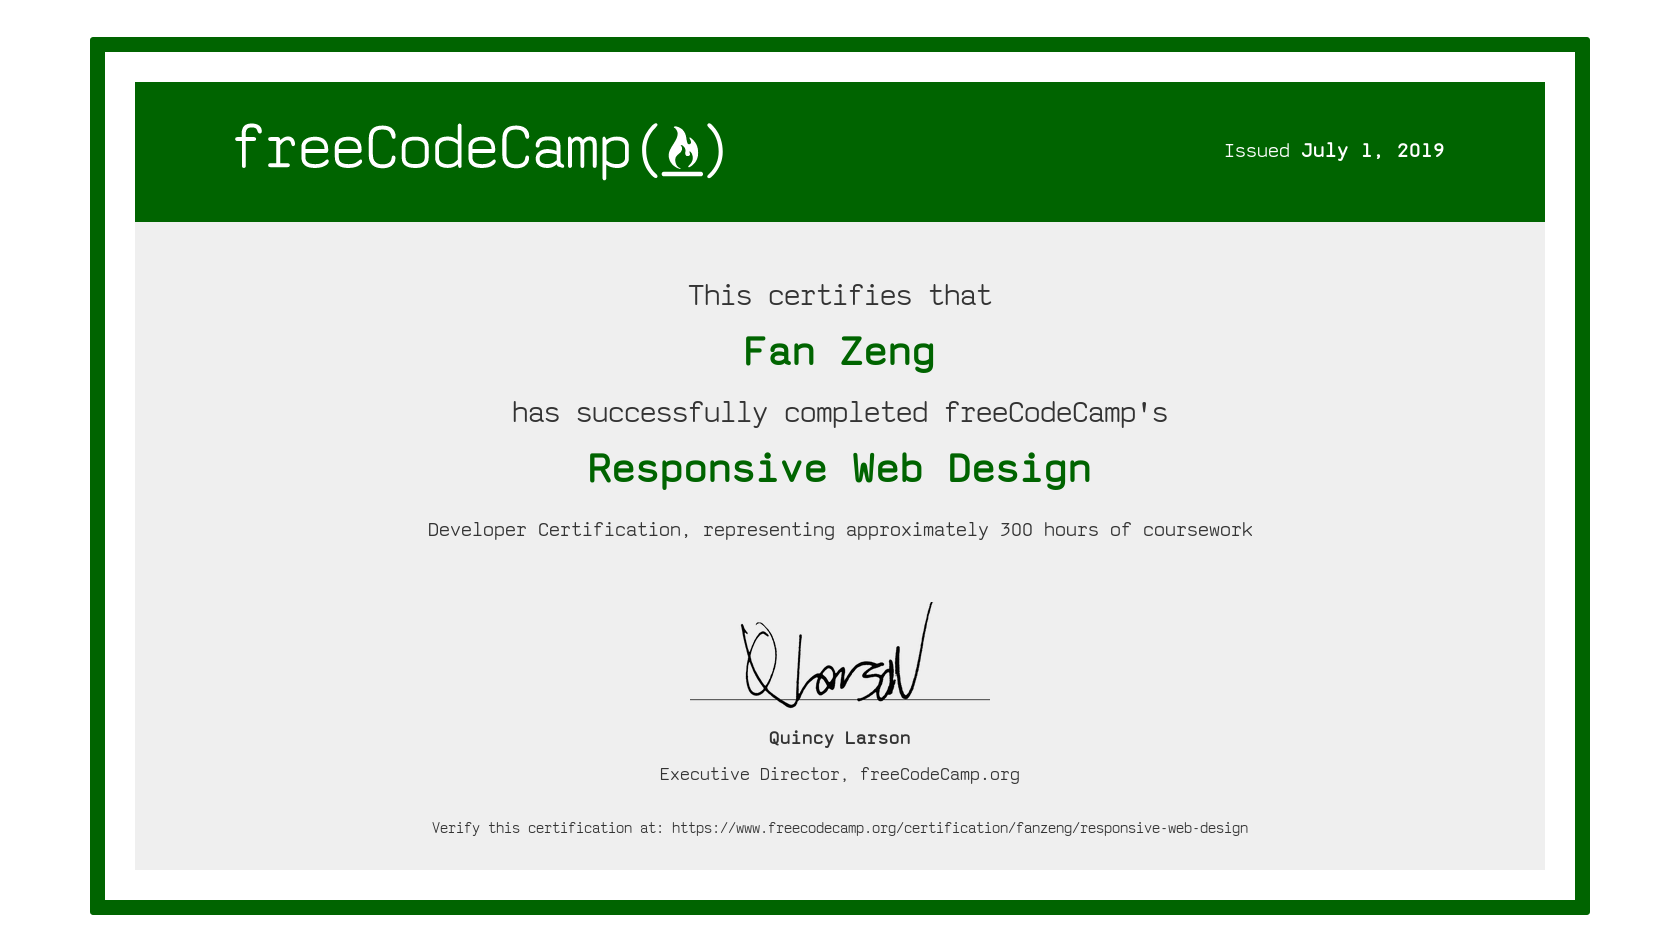 freeCodeCamp
Issued July 1, 2019
This certifies that
Fan Zeng
has successfully completed freeCodeCamp's
Responsive Web Design
Developer Certification, representing approximately 300 hours of coursework
Q Larson
Quincy Larson
Executive Director, freeCodeCamp.org
Verify this certification at: https://www.freecodecamp.org/certification/fanzeng/responsive-web-design